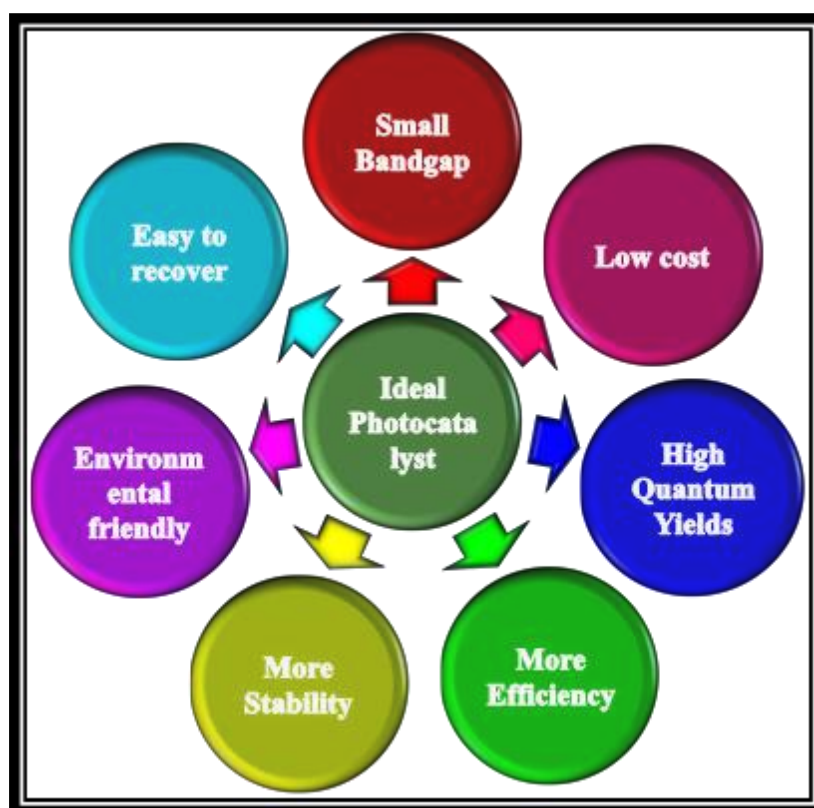 Small
Bandgap
Low cost
High
Quantum
Yields
More
Efficiency
More
Stability
Environm
ental
friendly
Easy to
recover
Ideal
Photocata
lyst